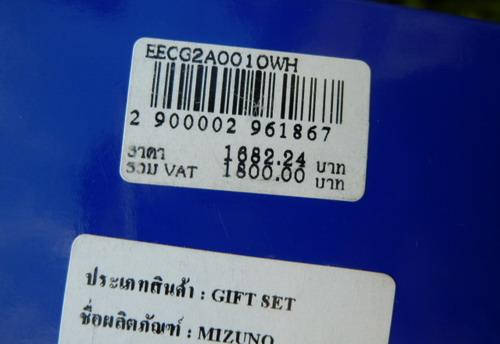 EECG2A0010WH
2 900002 961867
ราคา 1682.24 บาท
รวม VAT 1800.00 บาท
ประเภทสินค้า : GIFT SET
ชื่อผลิตภัณฑ์ : MIZUNO